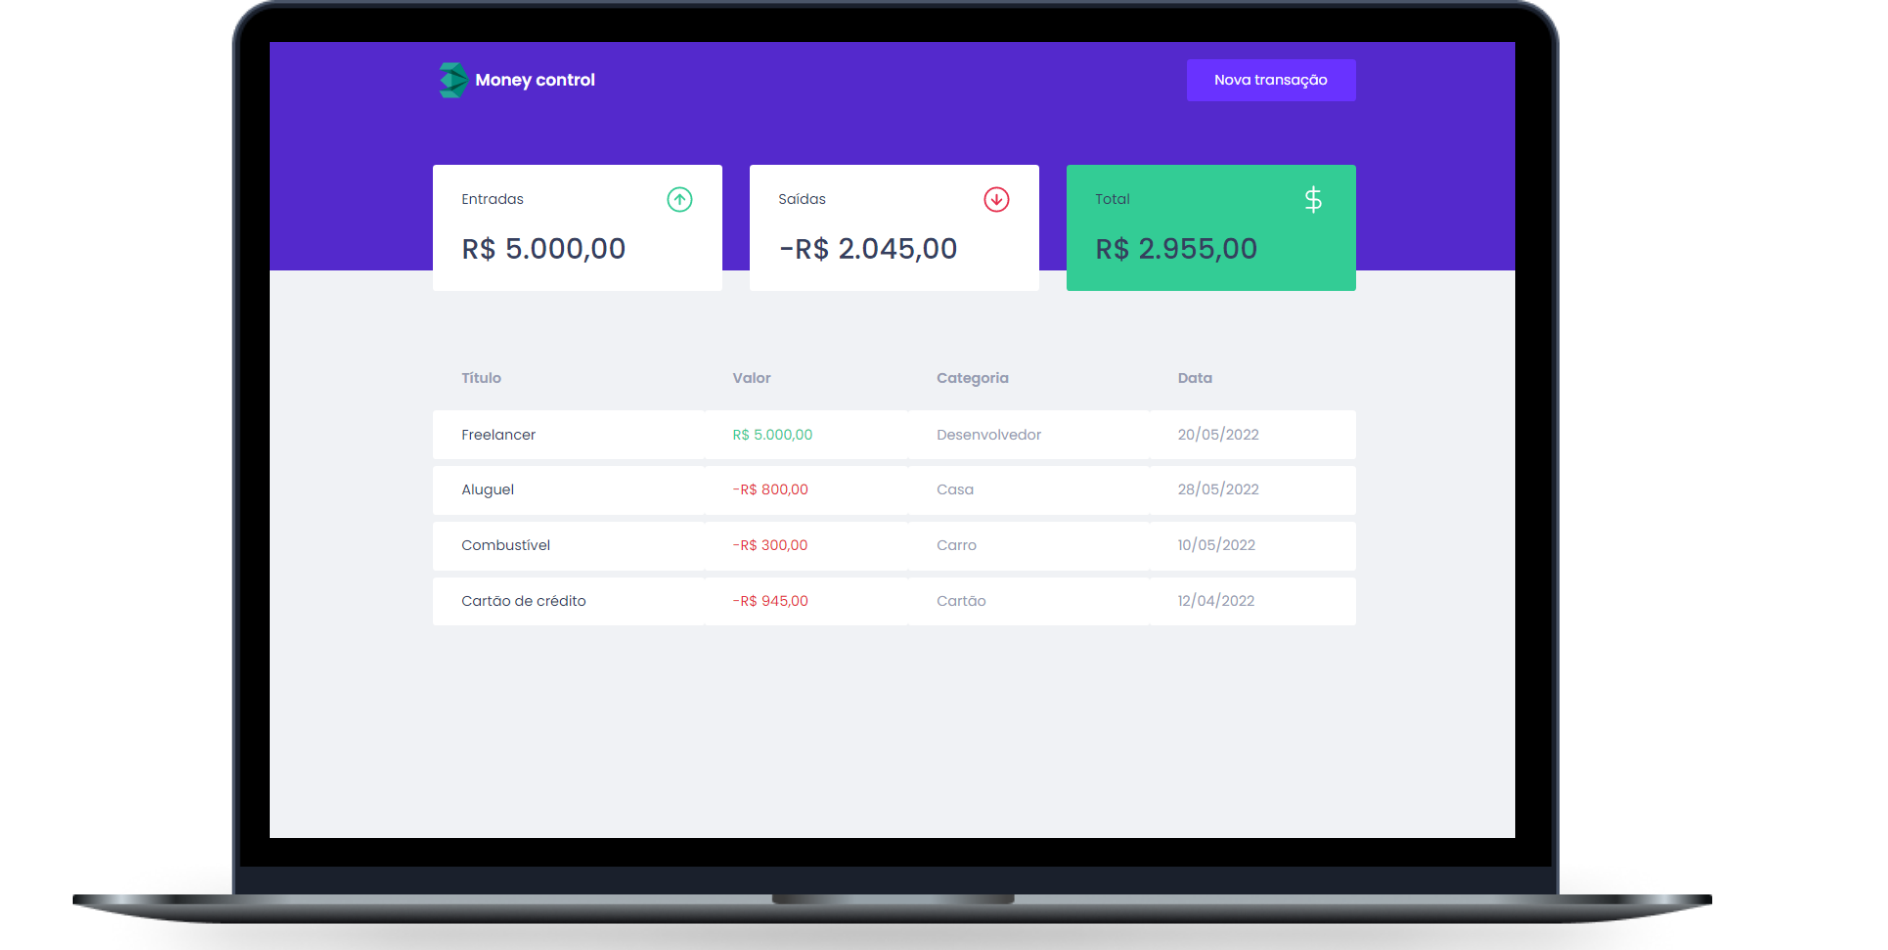 Money control
Nova transação
Entradas
Saídas
Total
R$ 5.000,00
-R$ 2.045,00
R$ 2.955,00
Título Valor Categoria Data
Freelancer R$ 5.000,00 Desenvolvedor 20/05/2022
Aluguel -R$ 800,00 Casa 28/05/2022
Combustível -R$ 300,00 Carro 10/05/2022
Cartão de crédito -R$ 945,00 Cartão 12/04/2022